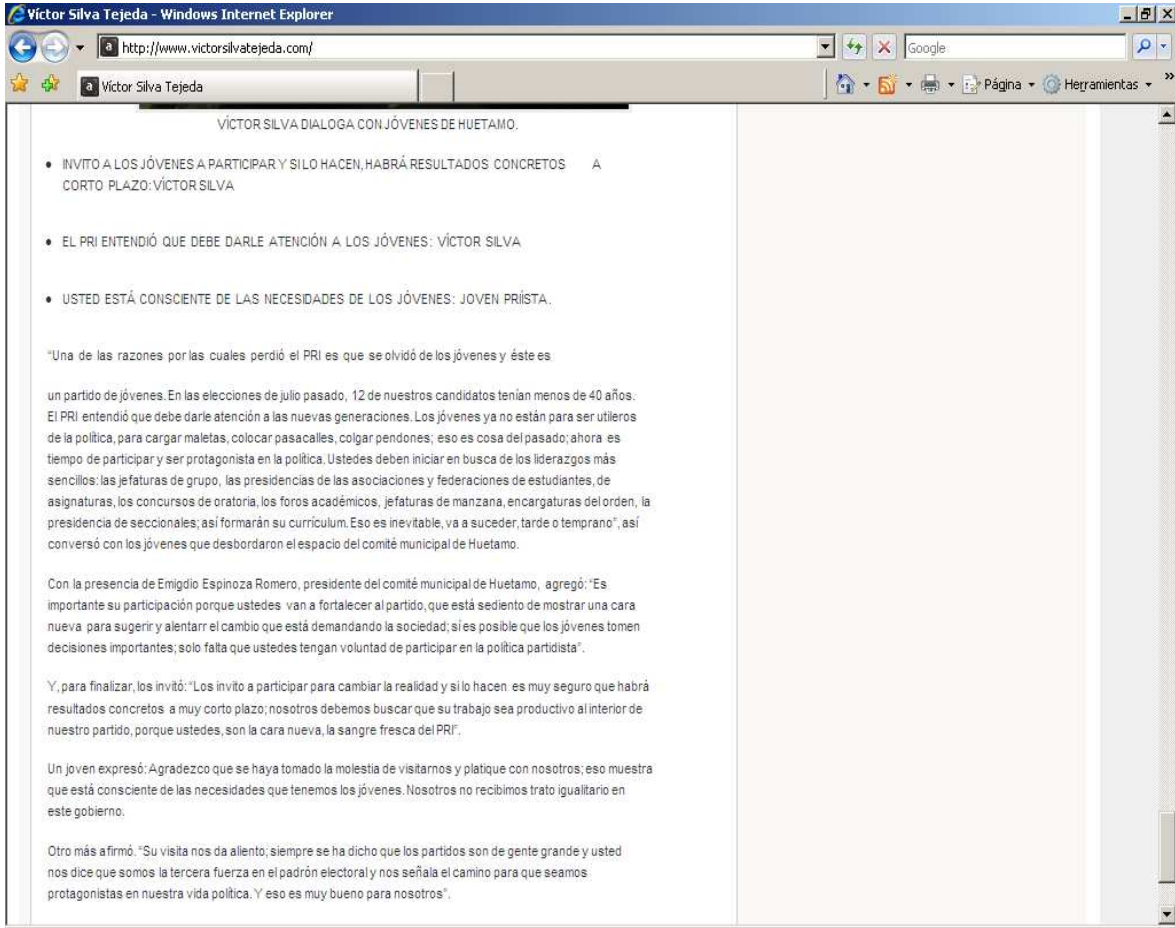 Víctor Silva Tejeda - Windows Internet Explorer
http://www.victorsilvatejeda.com/
Google
Víctor Silva Tejeda
Página
Herramientas
VÍCTOR SILVA DIALOGA CON JÓVENES DE HUETAMO.
• INVITO A LOS JÓVENES A PARTICIPAR Y SI LO HACEN, HABRÁ RESULTADOS CONCRETOS A
CORTO PLAZO: VÍCTOR SILVA
• EL PRI ENTENDIÓ QUE DEBE DARLE ATENCIÓN A LOS JÓVENES: VÍCTOR SILVA
• USTED ESTÁ CONSCIENTE DE LAS NECESIDADES DE LOS JÓVENES: JOVEN PRIÍSTA.
"Una de las razones por las cuales perdió el PRI es que se olvidó de los jóvenes y éste es
un partido de jóvenes. En las elecciones de julio pasado, 12 de nuestros candidatos tenían menos de 40 años.
El PRI entendió que debe darle atención a las nuevas generaciones. Los jóvenes ya no están para ser utileros
de la política, para cargar maletas, colocar pasacalles, colgar pendones; eso es cosa del pasado; ahora es
tiempo de participar y ser protagonista en la política. Ustedes deben iniciar en busca de los liderazgos más
sencillos: las jefaturas de grupo, las presidencias de las asociaciones y federaciones de estudiantes, de
asignaturas, los concursos de oratoria, los foros académicos, jefaturas de manzana, encargaturas del orden, la
presidencia de seccionales; así formarán su currículum. Eso es inevitable, va a suceder, tarde o temprano", así
conversó con los jóvenes que desbordaron el espacio del comité municipal de Huetamo.
Con la presencia de Emigdio Espinoza Romero, presidente del comité municipal de Huetamo, agregó: "Es
importante su participación porque ustedes van a fortalecer al partido, que está sediento de mostrar una cara
nueva para sugerir y alentarr el cambio que está demandando la sociedad; sí es posible que los jóvenes tomen
decisiones importantes; solo falta que ustedes tengan voluntad de participar en la política partidista".
Y, para finalizar, los invitó: "Los invito a participar para cambiar la realidad y si lo hacen es muy seguro que habrá
resultados concretos a muy corto plazo; nosotros debemos buscar que su trabajo sea productivo al interior de
nuestro partido, porque ustedes, son la cara nueva, la sangre fresca del PRI".
Un joven expresó: Agradezco que se haya tomado la molestia de visitarnos y platique con nosotros; eso muestra
que está consciente de las necesidades que tenemos los jóvenes. Nosotros no recibimos trato igualitario en
este gobierno.
Otro más afirmó. "Su visita nos da aliento; siempre se ha dicho que los partidos son de gente grande y usted
nos dice que somos la tercera fuerza en el padrón electoral y nos señala el camino para que seamos
protagonistas en nuestra vida política. Y eso es muy bueno para nosotros".